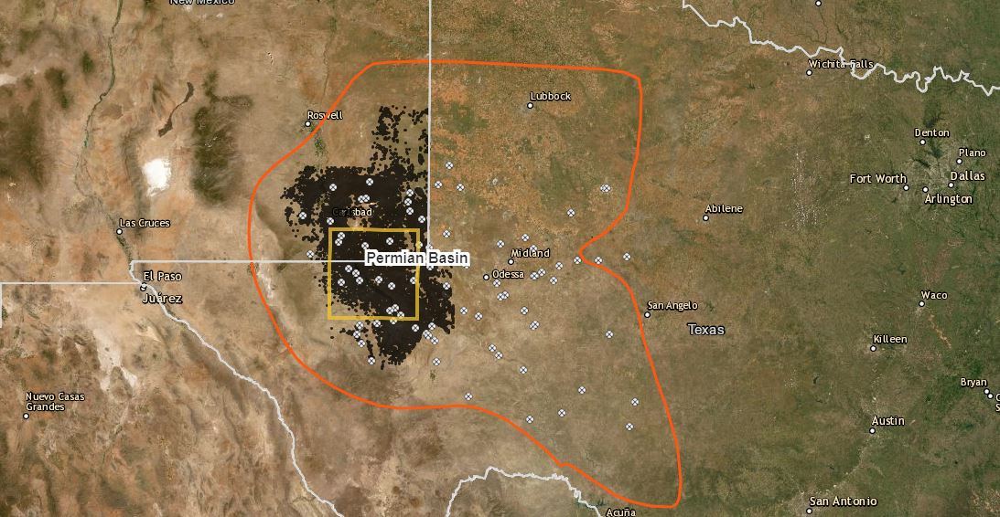 New Mexico
Wichita Falls
Lubbock
Roswell
Denton
Plano
Fort Worth
Dallas
Arlington
Carlsbad
Abilene
Las Cruces
Permian Basin
Midland
Odessa
El Paso
Juárez
San Angelo
Waco
Texas
Killeen
Bryan
Nuevo Casas
Grandes
Austin
San Antonio
Acuña